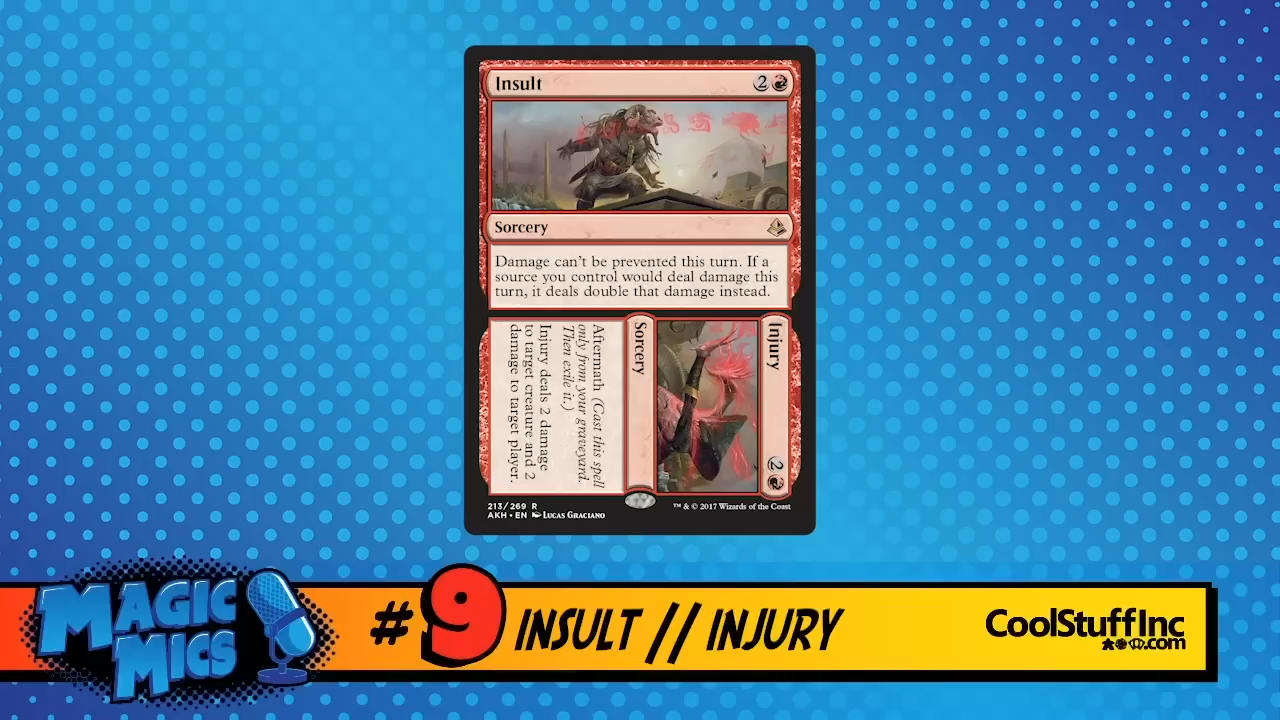 Insult 2
Sorcery
Damage can't be prevented this turn. If a
source you control would deal damage this
turn, it deals double that damage instead.
Injury 2
Sorcery
Aftermath (Cast this spell
only from your graveyard.
Then exile it.)
Injury deals 2 damage
to target creature and 2
damage to target player.
213/269 R
AKH • EN LUCAS GRACIANO
™ & © 2017 Wizards of the Coast
MAGIC
MICS
#9 INSULT // INJURY
CoolStuffInc
.com